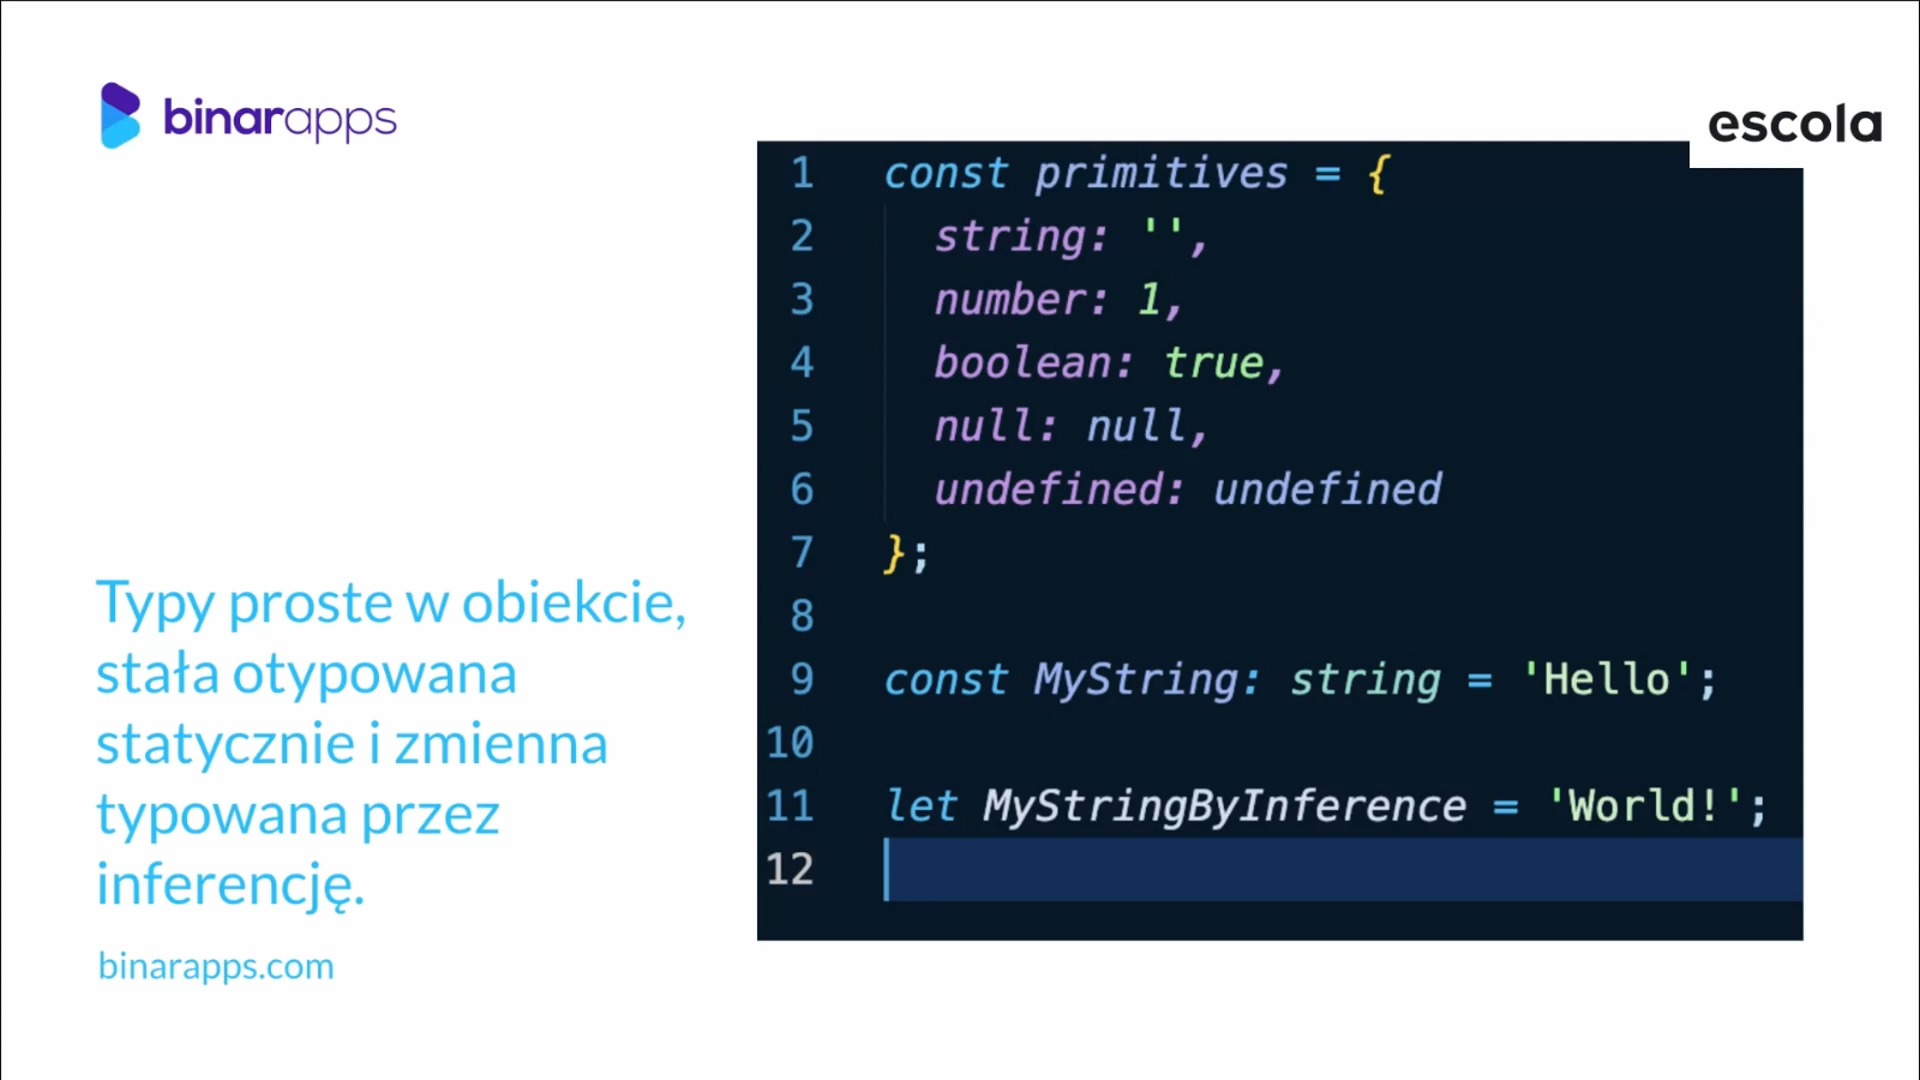 binarapps
escola
1 const primitives = {
2 string: '',
3 number: 1,
4 boolean: true,
5 null: null,
6 undefined: undefined
7 };
8
9 const MyString: string = 'Hello';
10
11 let MyStringByInference = 'World!';
12
Typy proste w obiekcie,
stała otypowana
statycznie i zmienna
typowana przez
inferencję.
binarapps.com